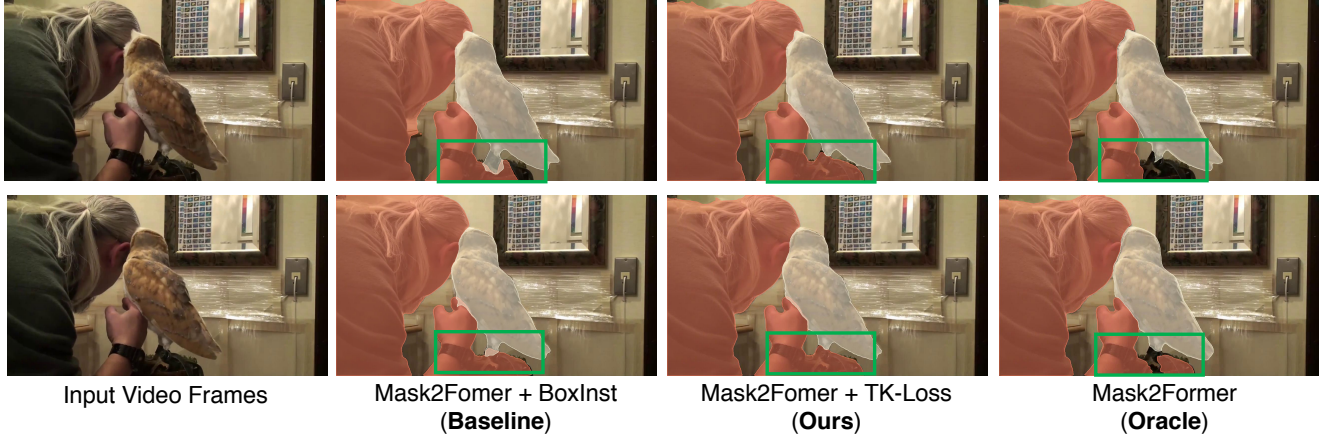 Input Video Frames
Mask2Fomer + BoxInst
(Baseline)
Mask2Fomer + TK-Loss
(Ours)
Mask2Former
(Oracle)